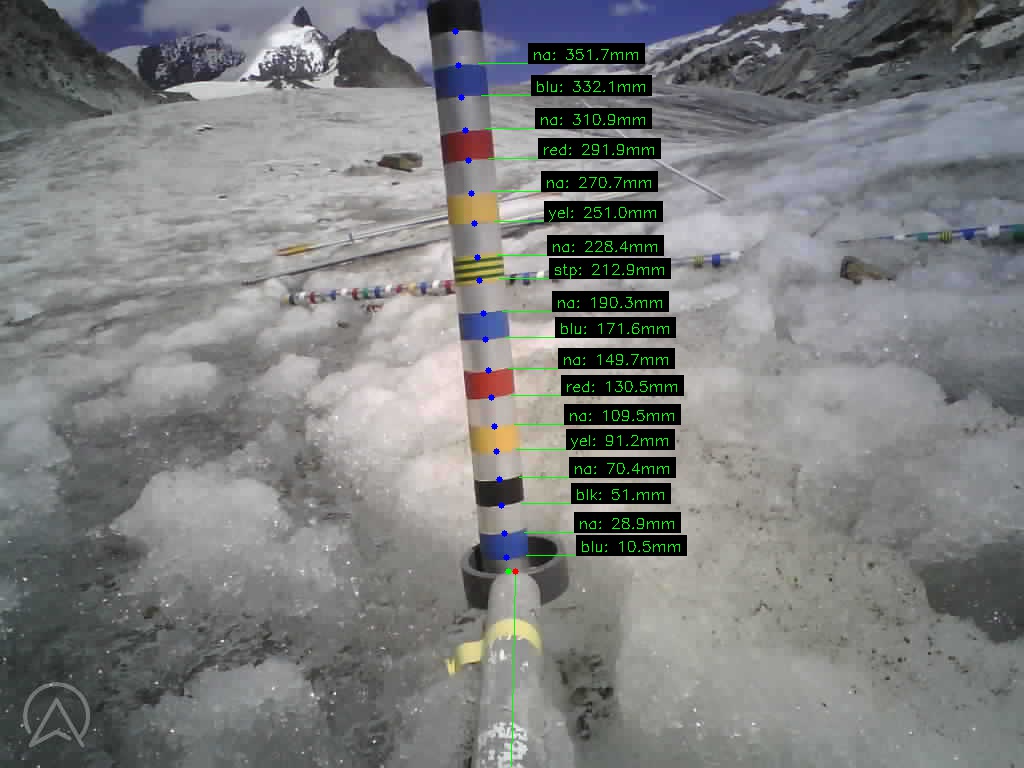 na: 351.7mm
blu: 332.1mm
na: 310.9mm
red: 291.9mm
na: 270.7mm
yel: 251.0mm
na: 228.4mm
stp: 212.9mm
na: 190.3mm
blu: 171.6mm
na: 149.7mm
red: 130.5mm
na: 109.5mm
yel: 91.2mm
na: 70.4mm
blk: 51.mm
na: 28.9mm
blu: 10.5mm